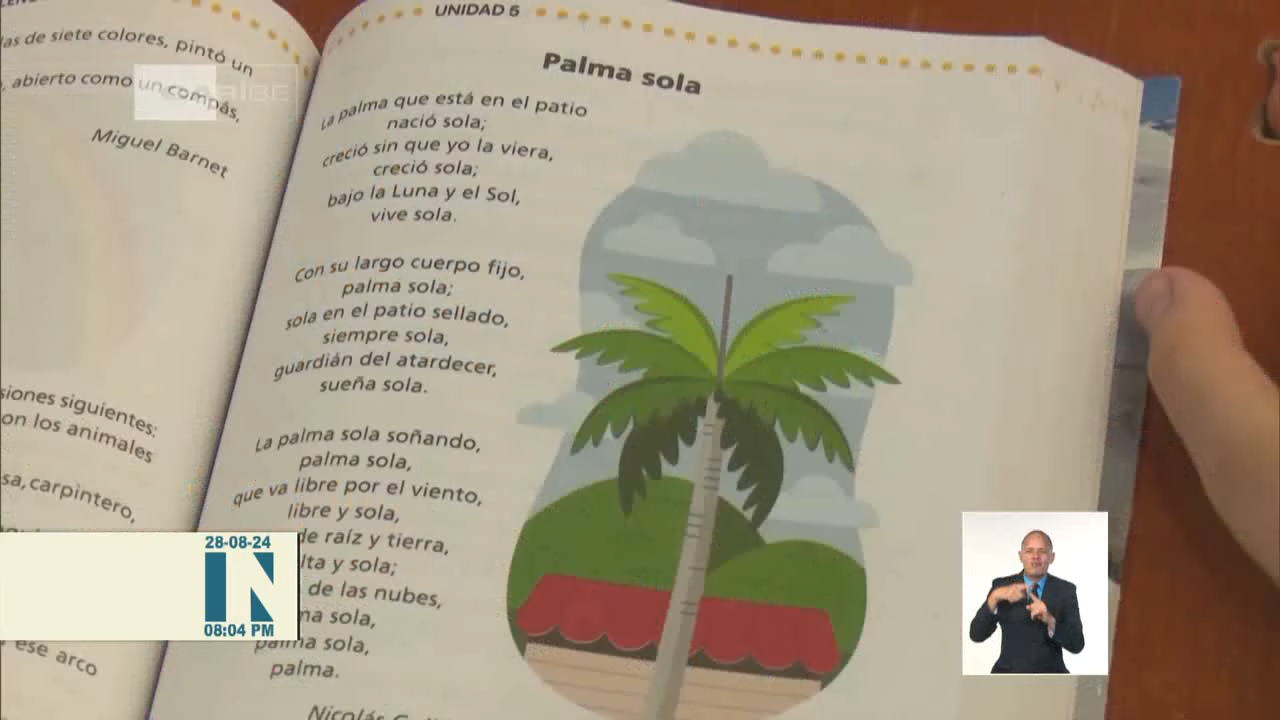 las de siete colores, pintó un
abierto como un compás,
Miguel Barnet
siones siguientes:
on los animales
sa, carpintero,
ese arco
UNIDAD 5
Palma sola
La palma que está en el patio
nació sola;
creció sin que yo la viera,
creció sola;
bajo la Luna y el Sol,
vive sola.
Con su largo cuerpo fijo,
palma sola;
sola en el patio sellado,
siempre sola,
guardián del atardecer,
sueña sola.
La palma sola soñando,
palma sola,
que va libre por el viento,
libre y sola,
de raíz y tierra,
lta y sola;
de las nubes,
ma sola,
palma sola,
palma.
Nicolás
CARIBE
28-08-24
N
08:04 PM